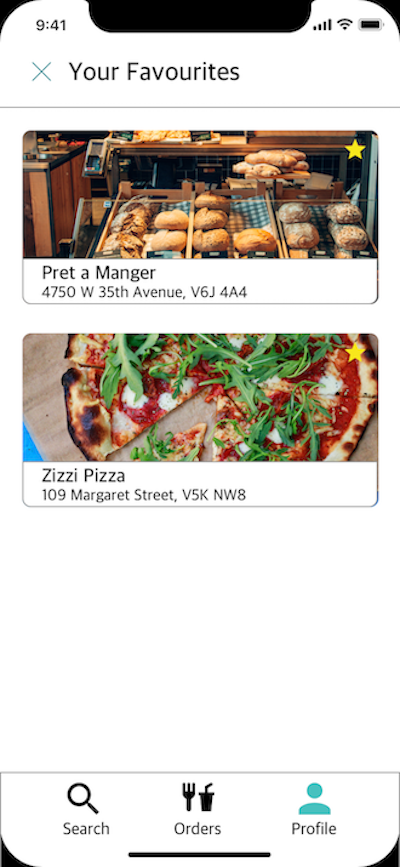 9:41
Your Favourites
Pret a Manger
4750 W 35th Avenue, V6J 4A4
Zizzi Pizza
109 Margaret Street, V5K NW8
Search
Orders
Profile